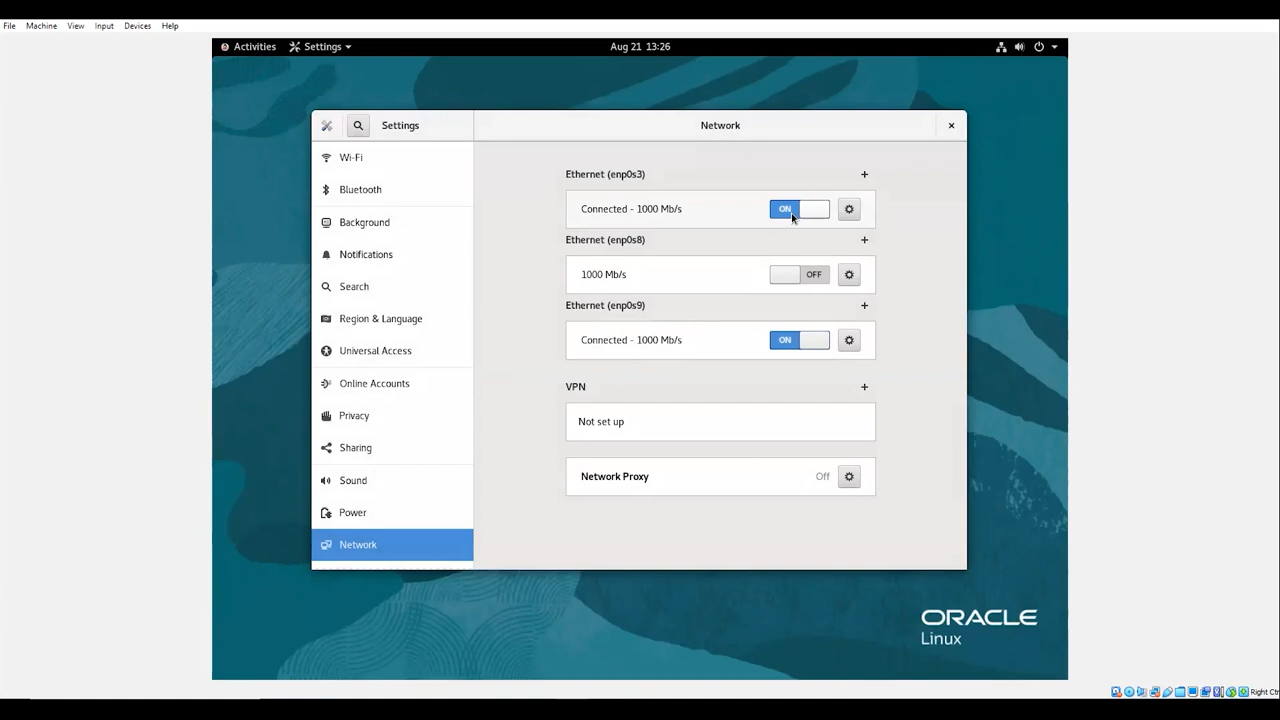 File Machine View Input Devices Help
Activities Settings Aug 21 13:26
Settings Network
Wi-Fi
Bluetooth
Background
Notifications
Search
Region & Language
Universal Access
Online Accounts
Privacy
Sharing
Sound
Power
Network
Ethernet (enp0s3)
Connected - 1000 Mb/s ON
Ethernet (enp0s8)
1000 Mb/s OFF
Ethernet (enp0s9)
Connected - 1000 Mb/s ON
VPN
Not set up
Network Proxy Off
ORACLE
Linux
Right Ctr